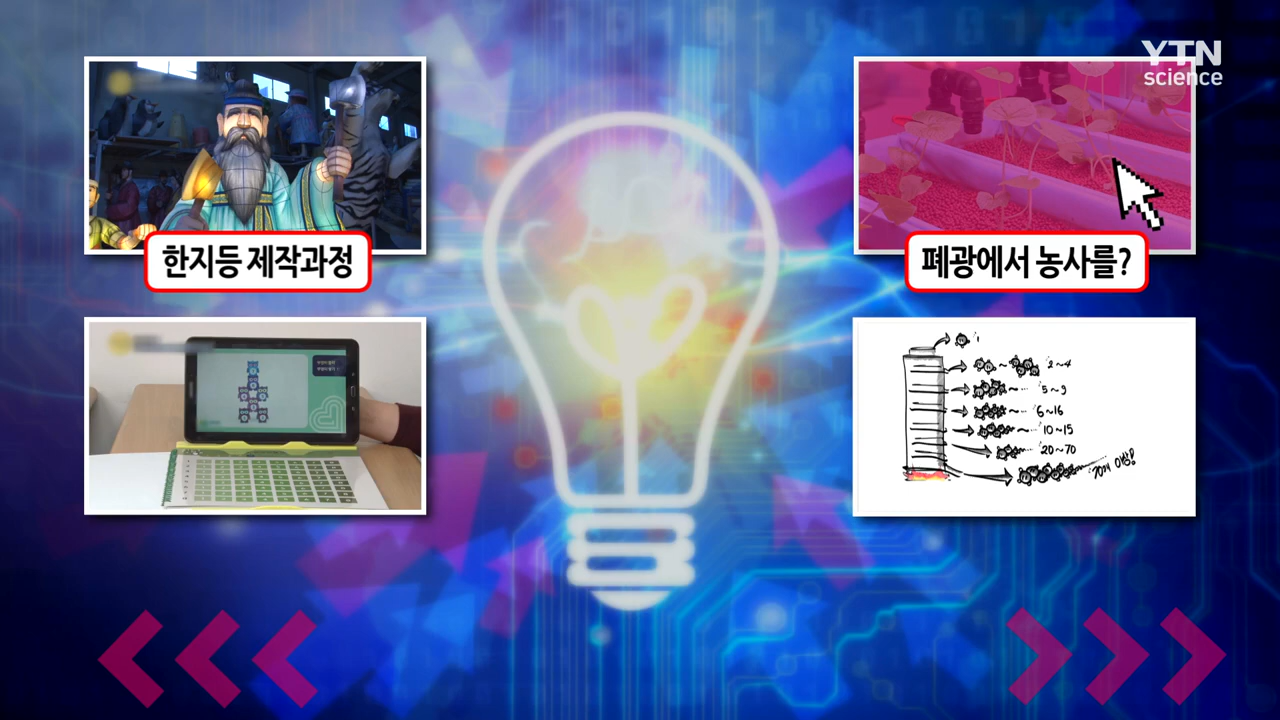 YTN
science
한지등 제작과정
폐광에서 농사를?
1
~ 2~4
~ 5~9
~ 6~16
~ 10~15
~ 20~70
70개 이상!